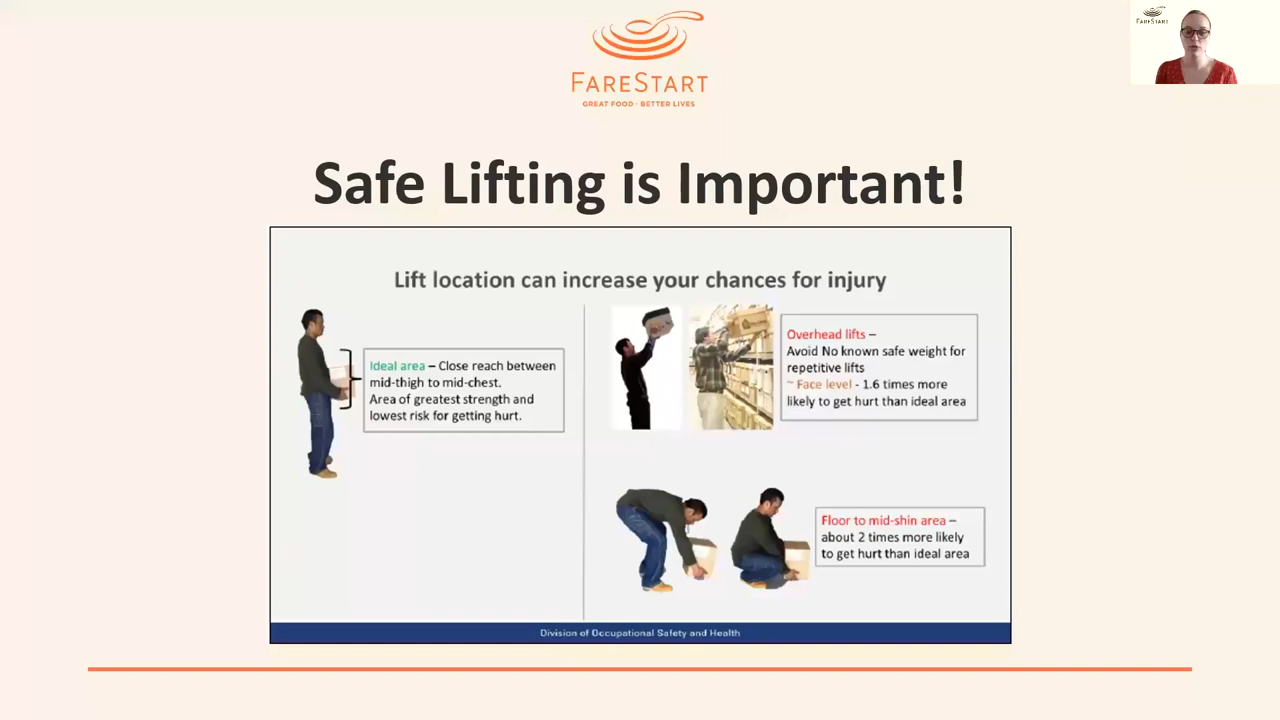 FARESTART
GREAT FOOD · BETTER LIVES
FARESTART
Safe Lifting is Important!
Lift location can increase your chances for injury
Ideal area – Close reach between
mid-thigh to mid-chest.
Area of greatest strength and
lowest risk for getting hurt.
Overhead lifts –
Avoid No known safe weight for
repetitive lifts
~ Face level - 1.6 times more
likely to get hurt than ideal area
Floor to mid-shin area –
about 2 times more likely
to get hurt than ideal area
Division of Occupational Safety and Health